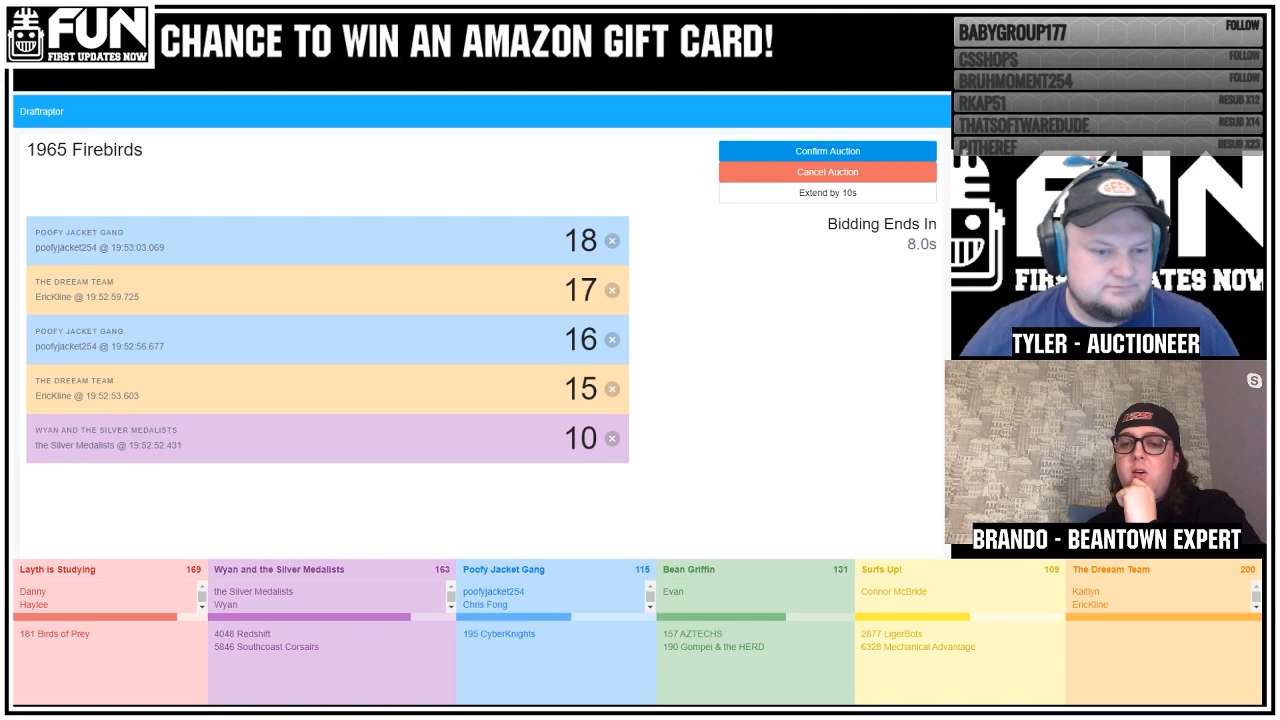 FUN
FIRST UPDATES NOW
CHANCE TO WIN AN AMAZON GIFT CARD!
BABYGROUP177 FOLLOW
CSSHOPS FOLLOW
BRUHMOMENT254 FOLLOW
RKAP51 RESUB X12
THATSOFTWAREDUDE RESUB X14
PITHEREF RESUB X23
Draftraptor
1965 Firebirds
Confirm Auction
Cancel Auction
Extend by 10s
Bidding Ends In
8.0s
POOFY JACKET GANG
poofyjacket254 @ 19:53:03.069
18
THE DREEAM TEAM
EricKline @ 19:52:59.725
17
POOFY JACKET GANG
poofyjacket254 @ 19:52:56.677
16
THE DREEAM TEAM
EricKline @ 19:52:53.603
15
WYAN AND THE SILVER MEDALISTS
the Silver Medalists @ 19:52:52.431
10
TYLER - AUCTIONEER
BRANDO - BEANTOWN EXPERT
Layth is Studying 169
Danny
Haylee
181 Birds of Prey
Wyan and the Silver Medalists 163
the Silver Medalists
Wyan
4048 Redshift
5846 Southcoast Corsairs
Poofy Jacket Gang 115
poofyjacket254
Chris Fong
195 CyberKnights
Bean Griffin 131
Evan
157 AZTECHS
190 Gompei & the HERD
Surfs Up! 109
Connor McBride
2877 LigerBots
6328 Mechanical Advantage
The Dreeam Team 200
Kaitlyn
EricKline